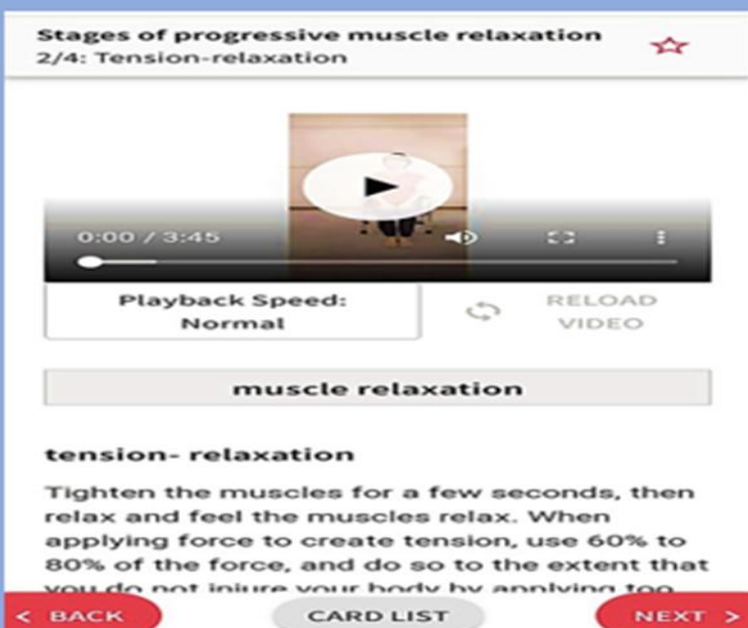 Stages of progressive muscle relaxation
2/4: Tension-relaxation
0:00 / 3:45
Playback Speed:
Normal
RELOAD
VIDEO
muscle relaxation
tension- relaxation
Tighten the muscles for a few seconds, then
relax and feel the muscles relax. When
applying force to create tension, use 60% to
80% of the force, and do so to the extent that
you do not injure your body by applying too
< BACK
CARD LIST
NEXT >